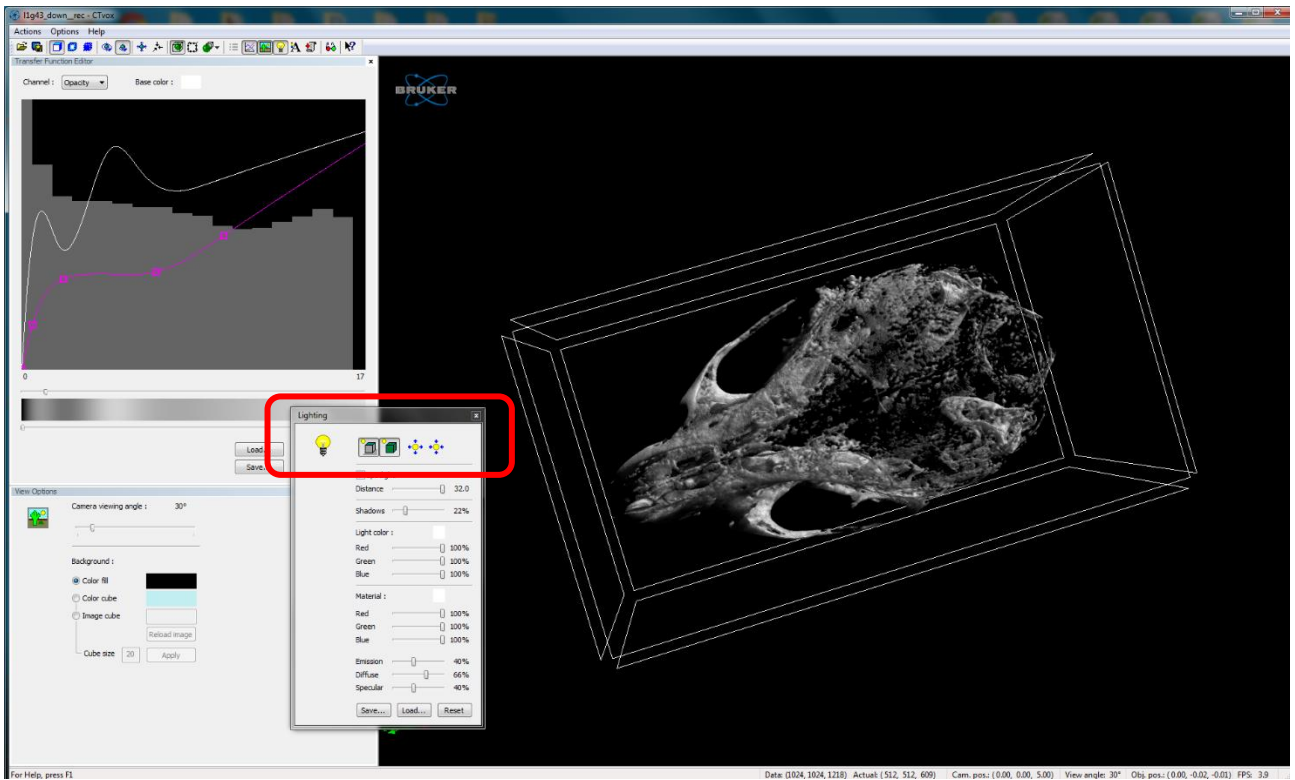 l1g43_down__rec - CTvox
Actions Options Help
Transfer Function Editor
Channel : Opacity Base color :
BRUKER
0 17
Load...
Save...
Lighting
Distance 32.0
Shadows 22%
Light color :
Red 100%
Green 100%
Blue 100%
Material :
Red 100%
Green 100%
Blue 100%
Emission 40%
Diffuse 66%
Specular 40%
Save... Load... Reset
View Options
Camera viewing angle : 30°
Background :
Color fill
Color cube
Image cube
Reload image
Cube size 20 Apply
For Help, press F1
Data: (1024, 1024, 1218) Actual: ( 512, 512, 609) Cam. pos.: ( 0.00, 0.00, 5.00) View angle: 30° Obj. pos.: ( 0.00, -0.02, -0.01) FPS: 3.9